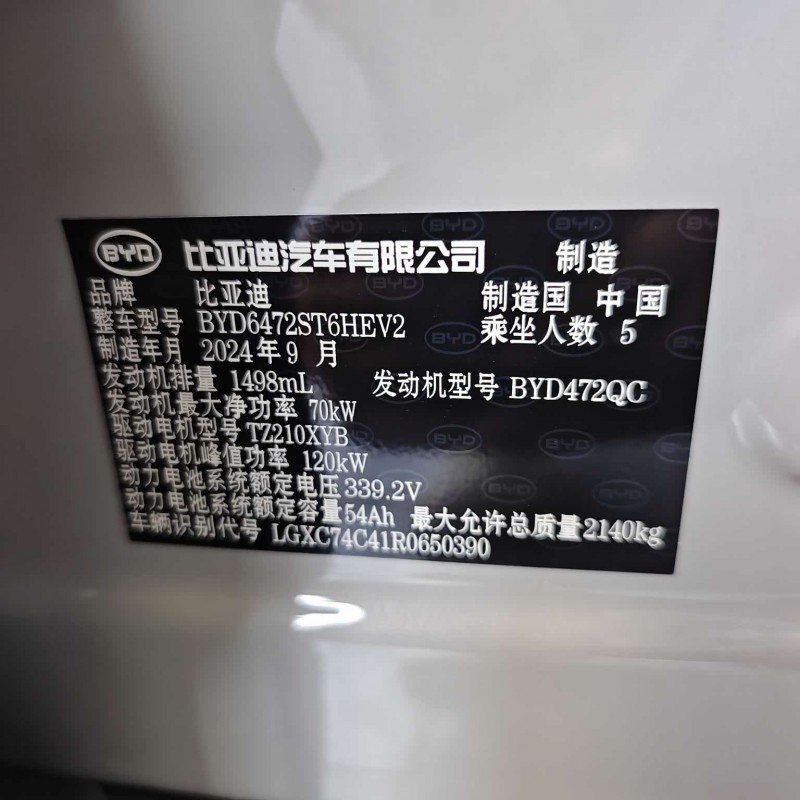 BYD 比亚迪汽车有限公司 制造
品牌 比亚迪 制造国 中国
整车型号 BYD6472ST6HEV2 乘坐人数 5
制造年月 2024年9月
发动机排量 1498mL 发动机型号 BYD472QC
发动机最大净功率 70kW
驱动电机型号 TZ210XYB
驱动电机峰值功率 120kW
动力电池系统额定电压 339.2V
动力电池系统额定容量 54Ah 最大允许总质量 2140kg
车辆识别代号 LGXC74C41R0650390